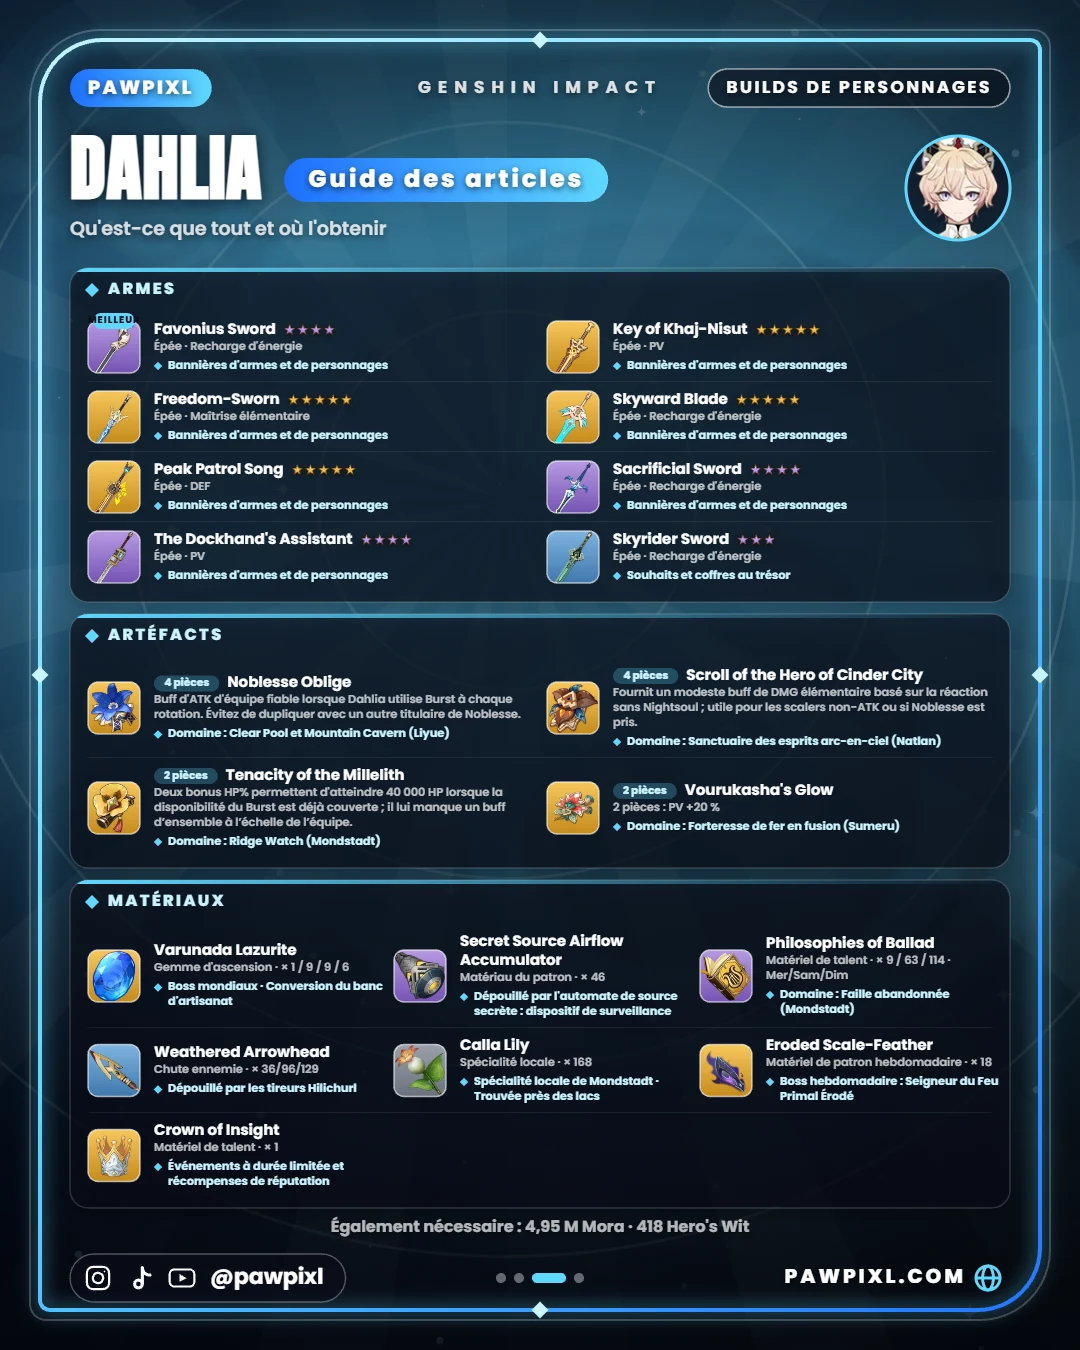 PAWPIXL
GENSHIN IMPACT
BUILDS DE PERSONNAGES
DAHLIA
Guide des articles
Qu'est-ce que tout et où l'obtenir
ARMES
MEILLEUR
Favonius Sword ★★★★
Épée · Recharge d'énergie
Bannières d'armes et de personnages
Key of Khaj-Nisut ★★★★★
Épée · PV
Bannières d'armes et de personnages
Freedom-Sworn ★★★★★
Épée · Maîtrise élémentaire
Bannières d'armes et de personnages
Skyward Blade ★★★★★
Épée · Recharge d'énergie
Bannières d'armes et de personnages
Peak Patrol Song ★★★★★
Épée · DEF
Bannières d'armes et de personnages
Sacrificial Sword ★★★★
Épée · Recharge d'énergie
Bannières d'armes et de personnages
The Dockhand's Assistant ★★★★
Épée · PV
Bannières d'armes et de personnages
Skyrider Sword ★★★
Épée · Recharge d'énergie
Souhaits et coffres au trésor
ARTÉFACTS
4 pièces Noblesse Oblige
Buff d'ATK d'équipe fiable lorsque Dahlia utilise Burst à chaque
rotation. Évitez de dupliquer avec un autre titulaire de Noblesse.
Domaine : Clear Pool et Mountain Cavern (Liyue)
4 pièces Scroll of the Hero of Cinder City
Fournit un modeste buff de DMG élémentaire basé sur la réaction
sans Nightsoul ; utile pour les scalers non-ATK ou si Noblesse est
pris.
Domaine : Sanctuaire des esprits arc-en-ciel (Natlan)
2 pièces Tenacity of the Millelith
Deux bonus HP% permettent d'atteindre 40 000 HP lorsque la
disponibilité du Burst est déjà couverte ; il lui manque un buff
d'ensemble à l'échelle de l'équipe.
Domaine : Ridge Watch (Mondstadt)
2 pièces Vourukasha's Glow
2 pièces : PV +20 %
Domaine : Forteresse de fer en fusion (Sumeru)
MATÉRIAUX
Varunada Lazurite
Gemme d'ascension · × 1 / 9 / 9 / 6
Boss mondiaux · Conversion du banc
d'artisanat
Secret Source Airflow
Accumulator
Matériau du patron · × 46
Dépouillé par l'automate de source
secrète : dispositif de surveillance
Philosophies of Ballad
Matériel de talent · × 9 / 63 / 114 ·
Mer/Sam/Dim
Domaine : Faille abandonnée
(Mondstadt)
Weathered Arrowhead
Chute ennemie · × 36/96/129
Dépouillé par les tireurs Hilichurl
Calla Lily
Spécialité locale · × 168
Spécialité locale de Mondstadt ·
Trouvée près des lacs
Eroded Scale-Feather
Matériel de patron hebdomadaire · × 18
Boss hebdomadaire : Seigneur du Feu
Primal Érodé
Crown of Insight
Matériel de talent · × 1
Événements à durée limitée et
récompenses de réputation
Également nécessaire : 4,95 M Mora · 418 Hero's Wit
@pawpixl
PAWPIXL.COM